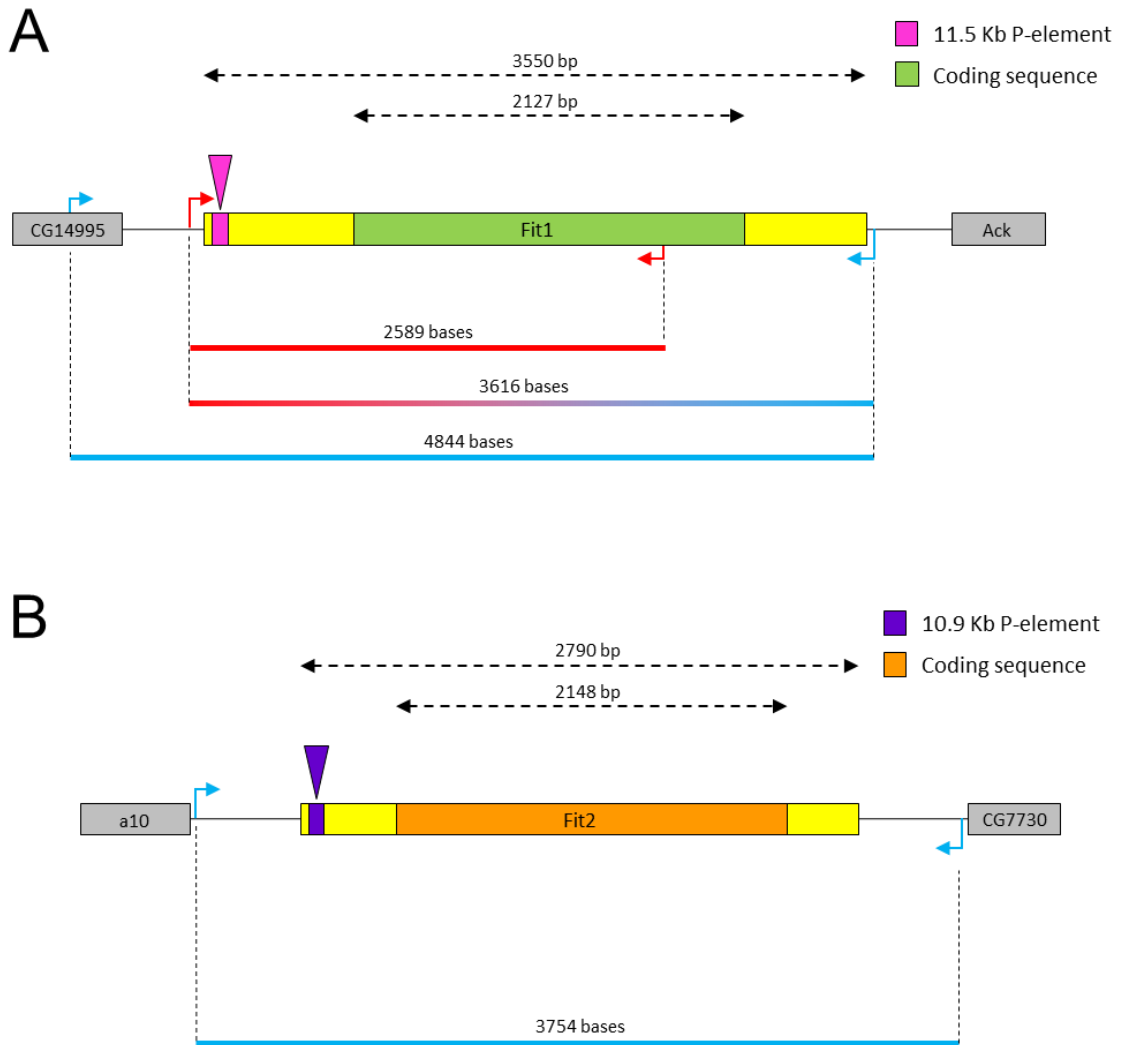 A
11.5 Kb P-element
Coding sequence
3550 bp
2127 bp
CG14995
Fit1
Ack
2589 bases
3616 bases
4844 bases
B
10.9 Kb P-element
Coding sequence
2790 bp
2148 bp
a10
Fit2
CG7730
3754 bases